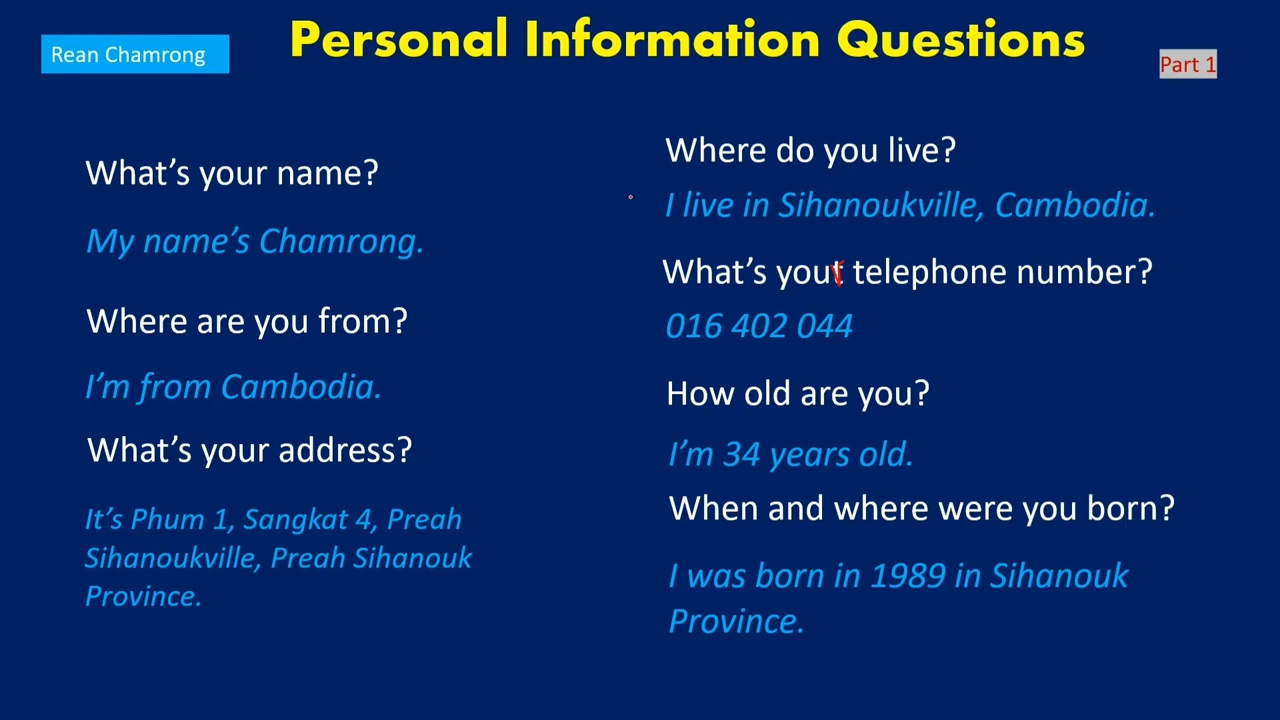 Personal Information Questions
Rean Chamrong
Part 1
What's your name?
My name's Chamrong.
Where are you from?
I'm from Cambodia.
What's your address?
It's Phum 1, Sangkat 4, Preah
Sihanoukville, Preah Sihanouk
Province.
Where do you live?
I live in Sihanoukville, Cambodia.
What's yout telephone number?
016 402 044
How old are you?
I'm 34 years old.
When and where were you born?
I was born in 1989 in Sihanouk
Province.